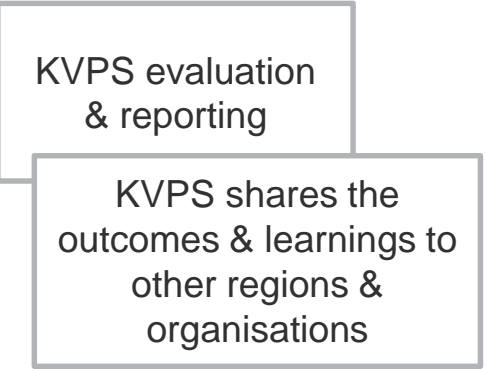 KVPS evaluation
& reporting
KVPS shares the
outcomes & learnings to
other regions &
organisations